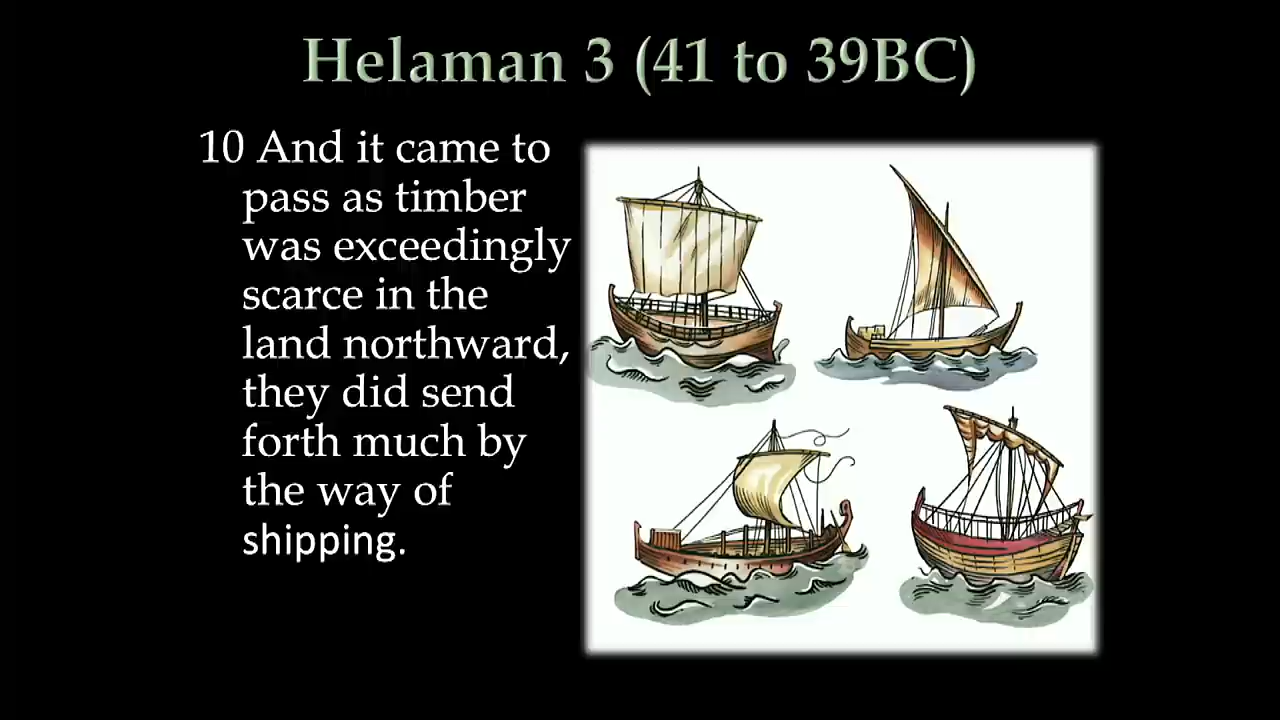 Helaman 3 (41 to 39BC)
10 And it came to
pass as timber
was exceedingly
scarce in the
land northward,
they did send
forth much by
the way of
shipping.